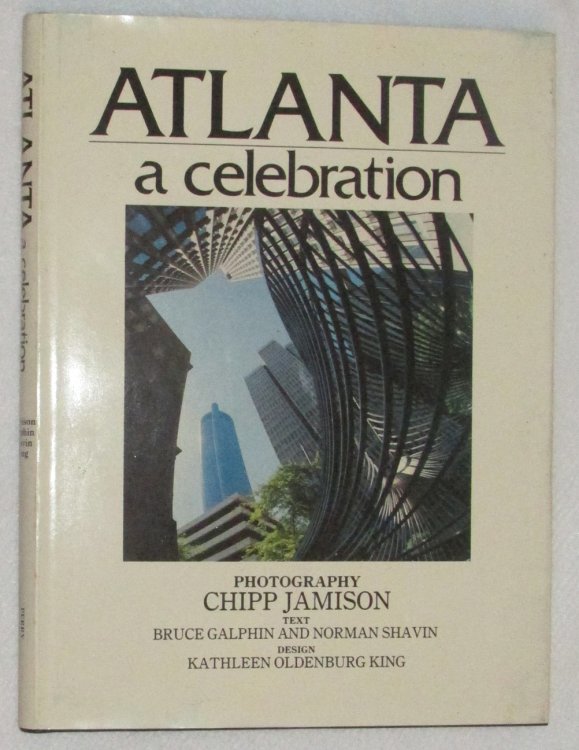 ATLANTA
a celebration
PHOTOGRAPHY
CHIPP JAMISON
TEXT
BRUCE GALPHIN AND NORMAN SHAVIN
DESIGN
KATHLEEN OLDENBURG KING
ATLANTA a celebration